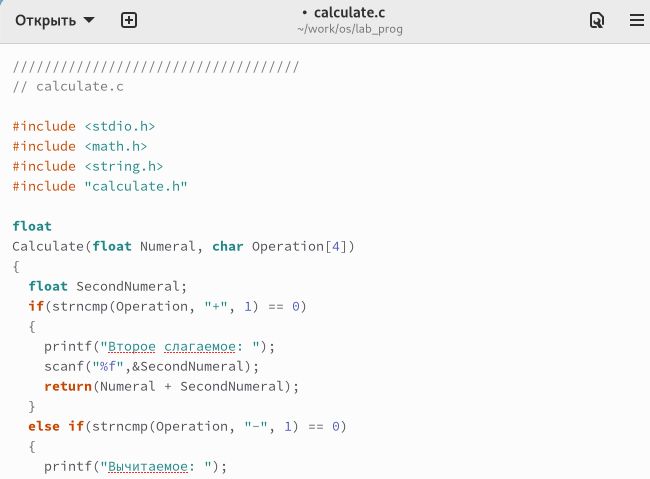 Открыть
• calculate.c
~/work/os/lab_prog
////////////////////////////////////
// calculate.c
#include <stdio.h>
#include <math.h>
#include <string.h>
#include "calculate.h"
float
Calculate(float Numeral, char Operation[4])
{
float SecondNumeral;
if(strncmp(Operation, "+", 1) == 0)
{
printf("Второе слагаемое: ");
scanf("%f",&SecondNumeral);
return(Numeral + SecondNumeral);
}
else if(strncmp(Operation, "-", 1) == 0)
{
printf("Вычитаемое: ");